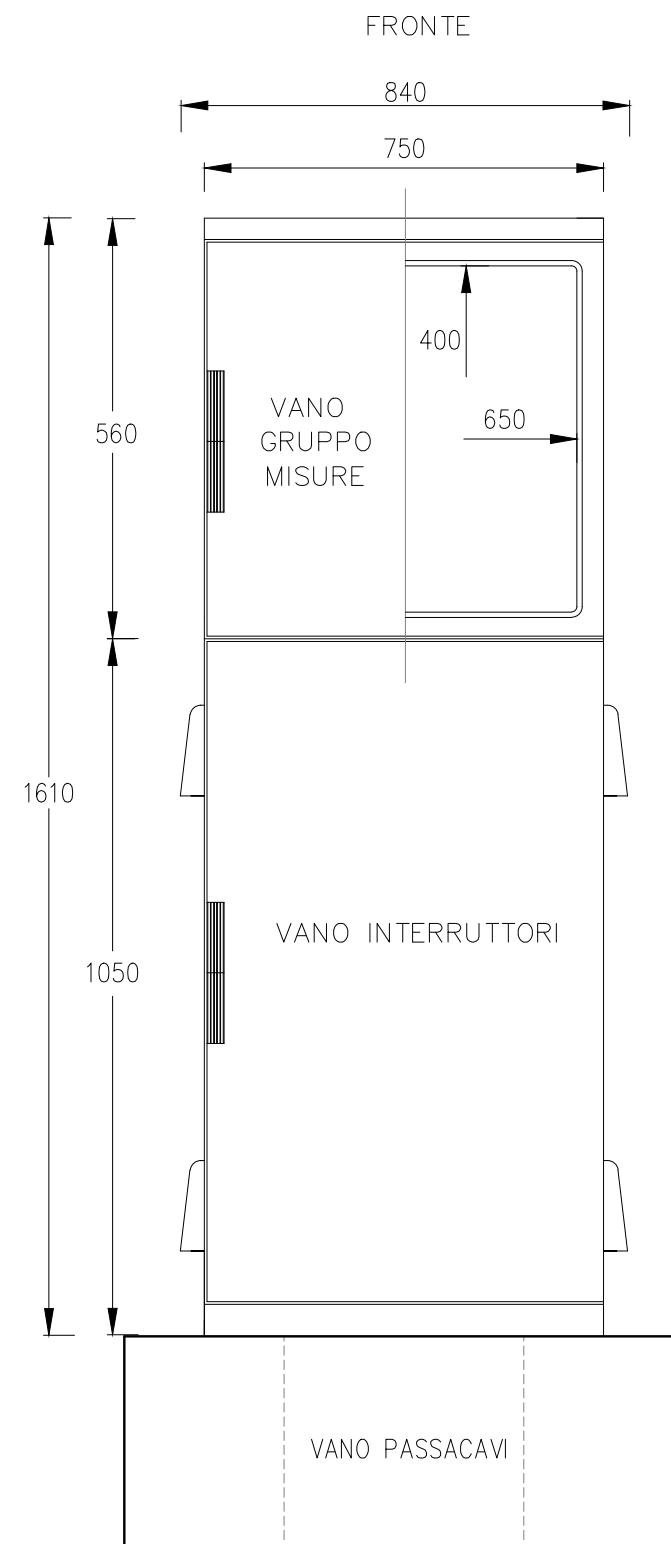 FRONTE
840
750
400
650
VANO
GRUPPO
MISURE
560
1610
VANO INTERRUTTORI
1050
VANO PASSACAVI